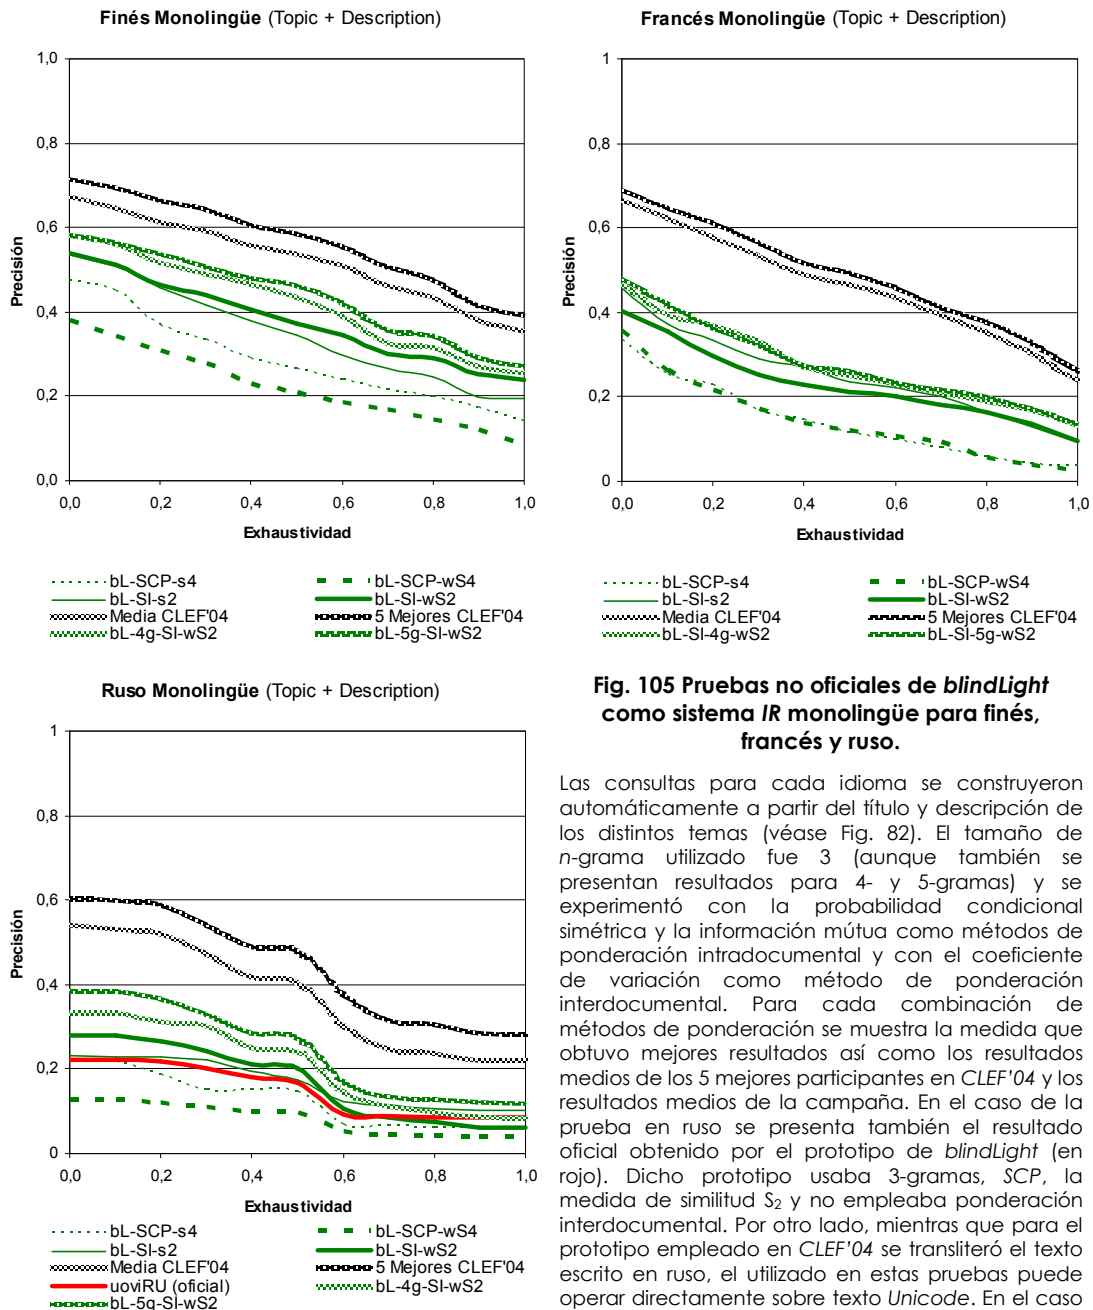 Finés Monolingüe (Topic + Description)
1,0
0,8
0,6
0,4
0,2
0,0
Precisión
0,0 0,2 0,4 0,6 0,8 1,0
Exhaustividad
bL-SCP-s4 bL-SCP-wS4
bL-SI-s2 bL-SI-wS2
Media CLEF'04 5 Mejores CLEF'04
bL-4g-SI-wS2 bL-5g-SI-wS2
Francés Monolingüe (Topic + Description)
1
0,8
0,6
0,4
0,2
0
Precisión
0,0 0,2 0,4 0,6 0,8 1,0
Exhaustividad
bL-SCP-s4 bL-SCP-wS4
bL-SI-s2 bL-SI-wS2
Media CLEF'04 5 Mejores CLEF'04
bL-SI-4g-wS2 bL-SI-5g-wS2
Ruso Monolingüe (Topic + Description)
1
0,8
0,6
0,4
0,2
0
Precisión
0,0 0,2 0,4 0,6 0,8 1,0
Exhaustividad
bL-SCP-s4 bL-SCP-wS4
bL-SI-s2 bL-SI-wS2
Media CLEF'04 5 Mejores CLEF'04
uoviRU (oficial) bL-4g-SI-wS2
bL-5g-SI-wS2
Fig. 105 Pruebas no oficiales de blindLight
como sistema IR monolingüe para finés,
francés y ruso.
Las consultas para cada idioma se construyeron
automáticamente a partir del título y descripción de
los distintos temas (véase Fig. 82). El tamaño de
n-grama utilizado fue 3 (aunque también se
presentan resultados para 4- y 5-gramas) y se
experimentó con la probabilidad condicional
simétrica y la información mútua como métodos de
ponderación intradocumental y con el coeficiente
de variación como método de ponderación
interdocumental. Para cada combinación de
métodos de ponderación se muestra la medida que
obtuvo mejores resultados así como los resultados
medios de los 5 mejores participantes en CLEF'04 y los
resultados medios de la campaña. En el caso de la
prueba en ruso se presenta también el resultado
oficial obtenido por el prototipo de blindLight (en
rojo). Dicho prototipo usaba 3-gramas, SCP, la
medida de similitud S2 y no empleaba ponderación
interdocumental. Por otro lado, mientras que para el
prototipo empleado en CLEF'04 se transliteró el texto
escrito en ruso, el utilizado en estas pruebas puede
operar directamente sobre texto Unicode. En el caso